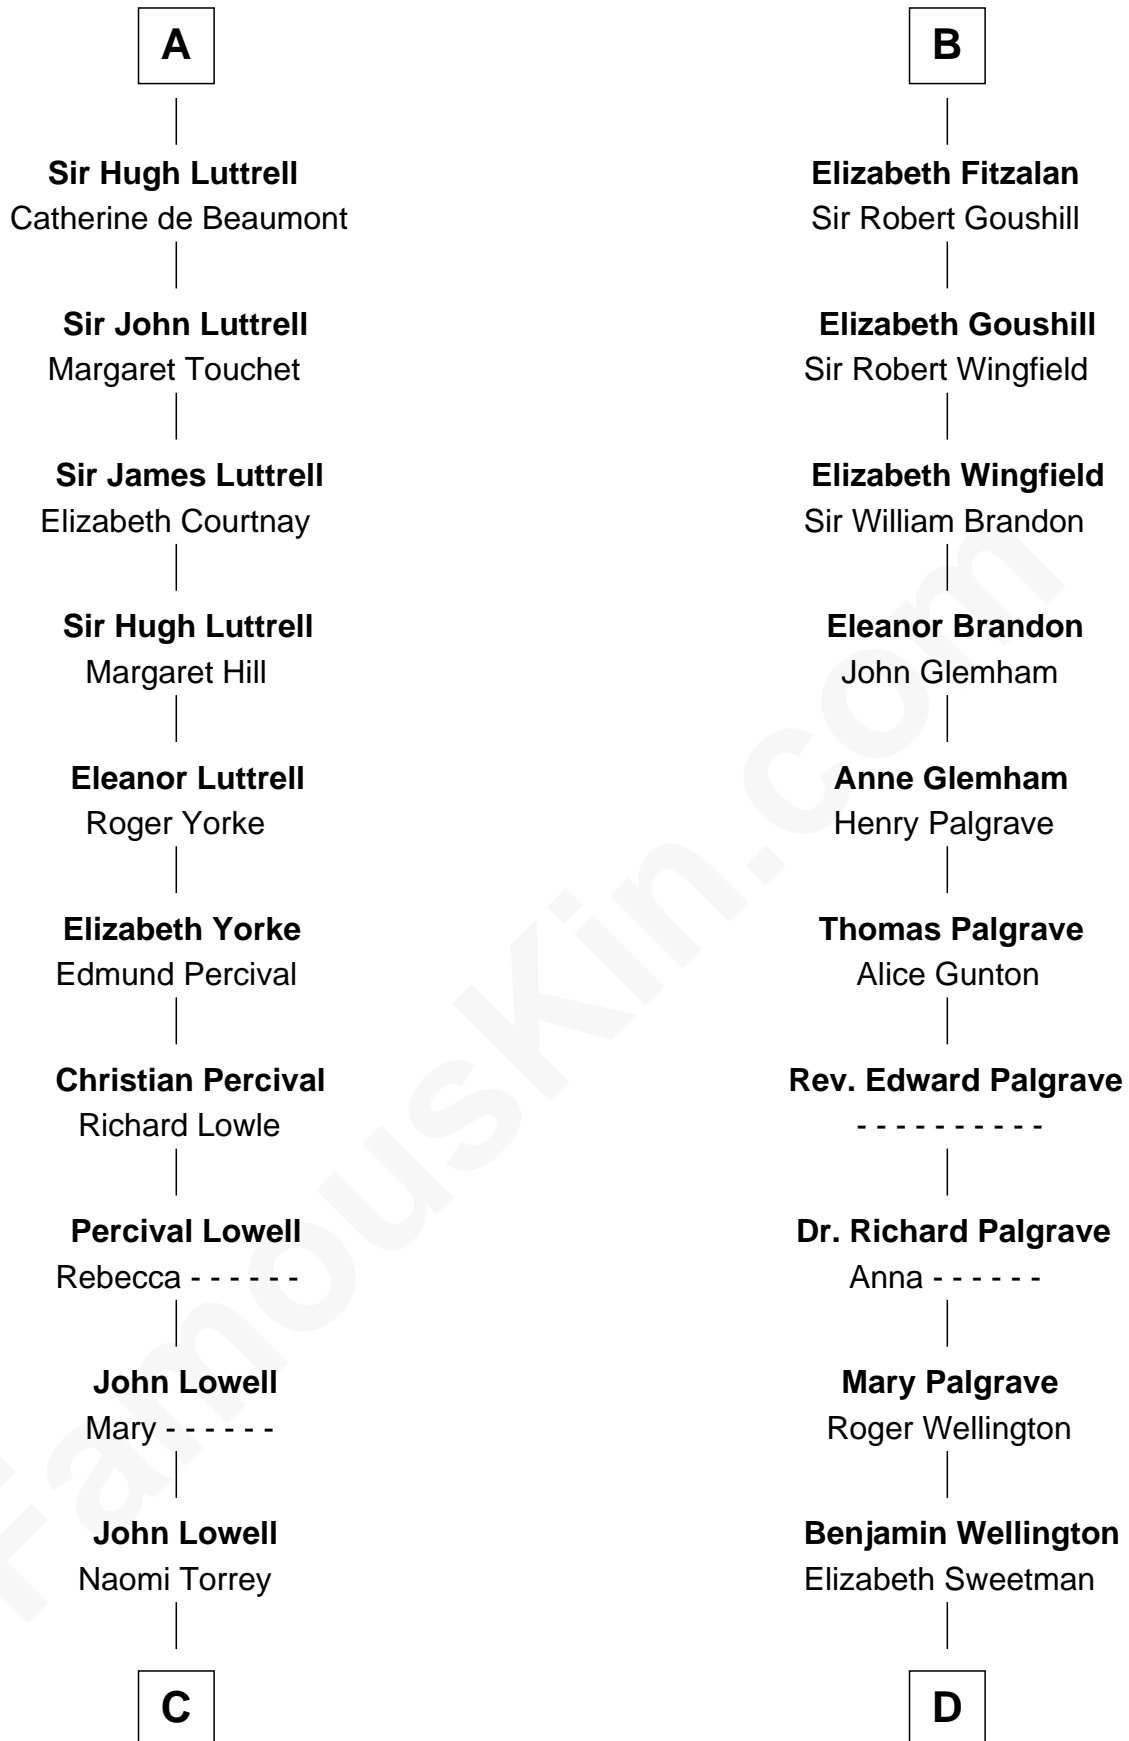 A
Sir Hugh Luttrell
Catherine de Beaumont
Sir John Luttrell
Margaret Touchet
Sir James Luttrell
Elizabeth Courtnay
Sir Hugh Luttrell
Margaret Hill
Eleanor Luttrell
Roger Yorke
Elizabeth Yorke
Edmund Percival
Christian Percival
Richard Lowle
Percival Lowell
Rebecca - - - - - -
John Lowell
Mary - - - - - -
John Lowell
Naomi Torrey
C
B
Elizabeth Fitzalan
Sir Robert Goushill
Elizabeth Goushill
Sir Robert Wingfield
Elizabeth Wingfield
Sir William Brandon
Eleanor Brandon
John Glemham
Anne Glemham
Henry Palgrave
Thomas Palgrave
Alice Gunton
Rev. Edward Palgrave
- - - - - - - - - -
Dr. Richard Palgrave
Anna - - - - - -
Mary Palgrave
Roger Wellington
Benjamin Wellington
Elizabeth Sweetman
D
FamousKin.com